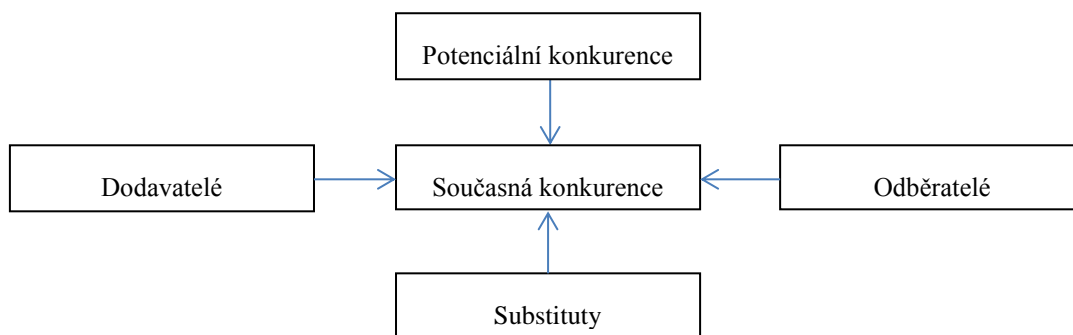 Potenciální konkurence
Dodavatelé
Současná konkurence
Odběratelé
Substituty